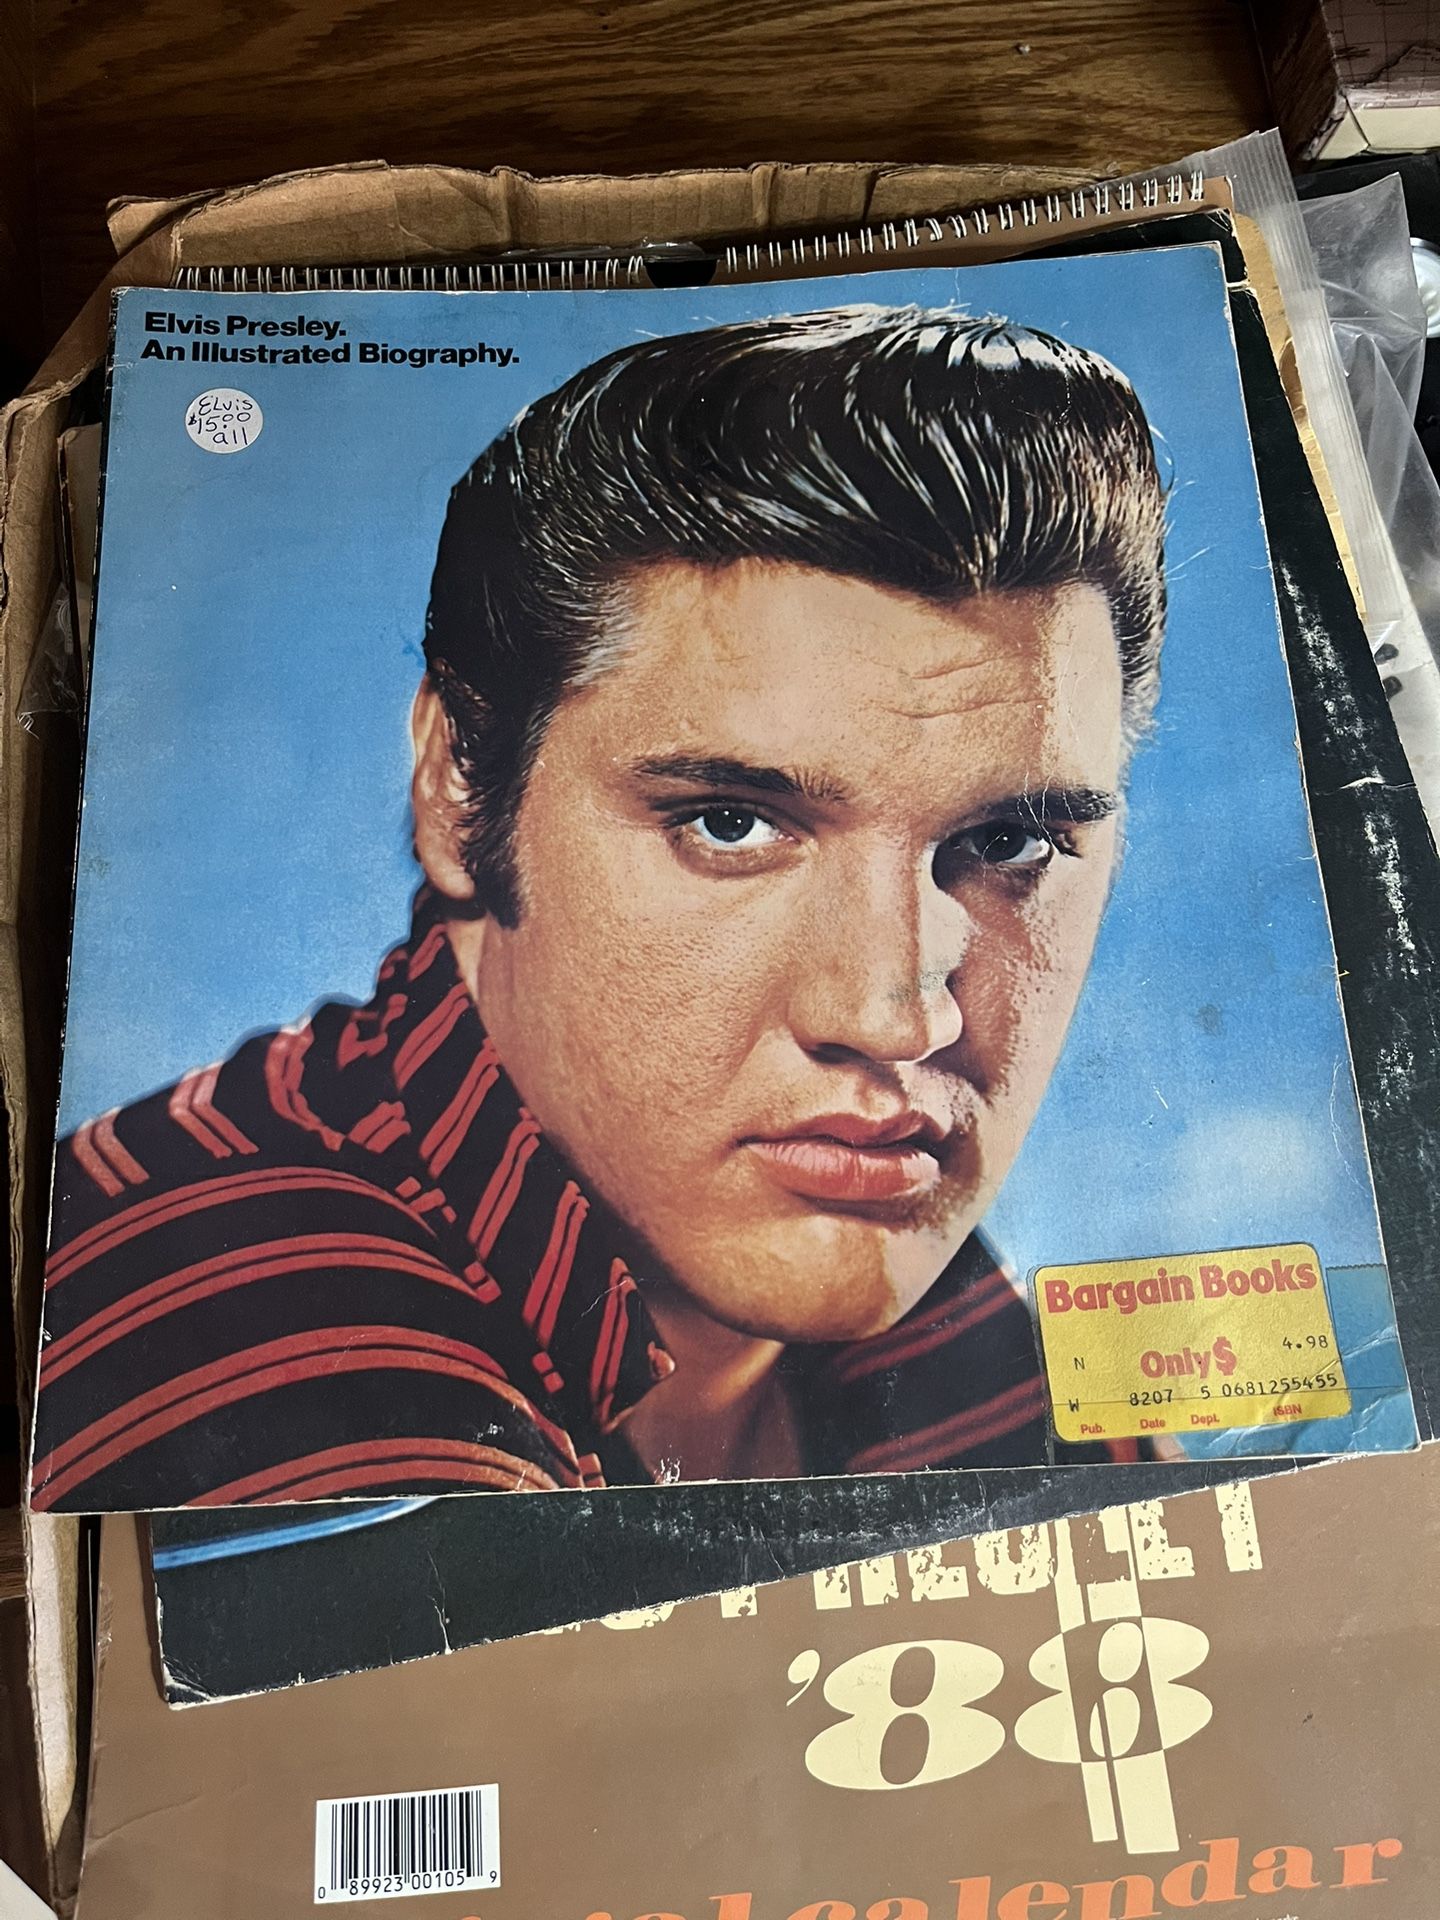 Elvis Presley.
An Illustrated Biography.
ELVIS
$15.00
all
Bargain Books
Only $ 4.98
N
W 8207 5 0681255455
Pub. Date Dept. ISBN
'88
calendar
0 89923 00105 9